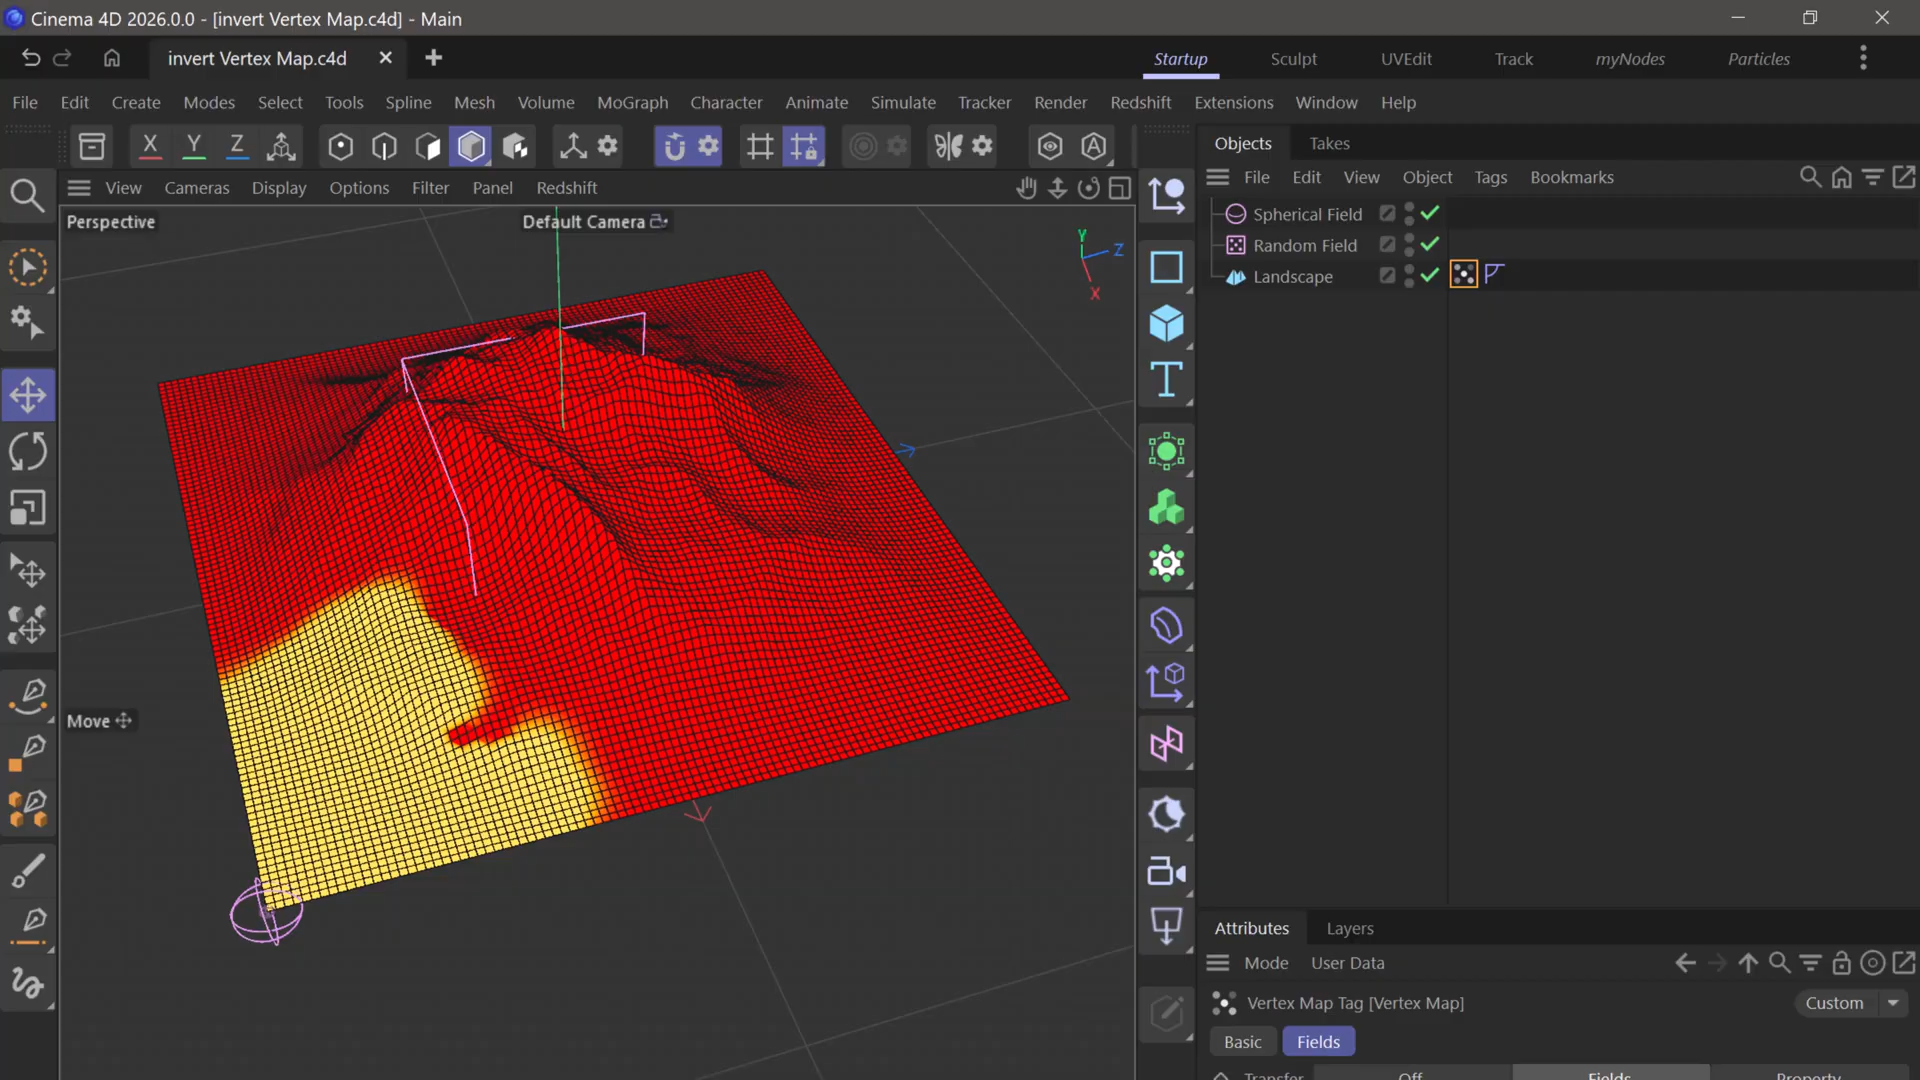 Cinema 4D 2026.0.0 - [invert Vertex Map.c4d] - Main
invert Vertex Map.c4d
Startup Sculpt UVEdit Track myNodes Particles
File Edit Create Modes Select Tools Spline Mesh Volume MoGraph Character Animate Simulate Tracker Render Redshift Extensions Window Help
X Y Z
Objects Takes
File Edit View Object Tags Bookmarks
View Cameras Display Options Filter Panel Redshift
Perspective
Default Camera
Spherical Field
Random Field
Landscape
Y
Z
X
Move
Attributes Layers
Mode User Data
Vertex Map Tag [Vertex Map]
Custom
Basic Fields
Transfer Off Fields Property